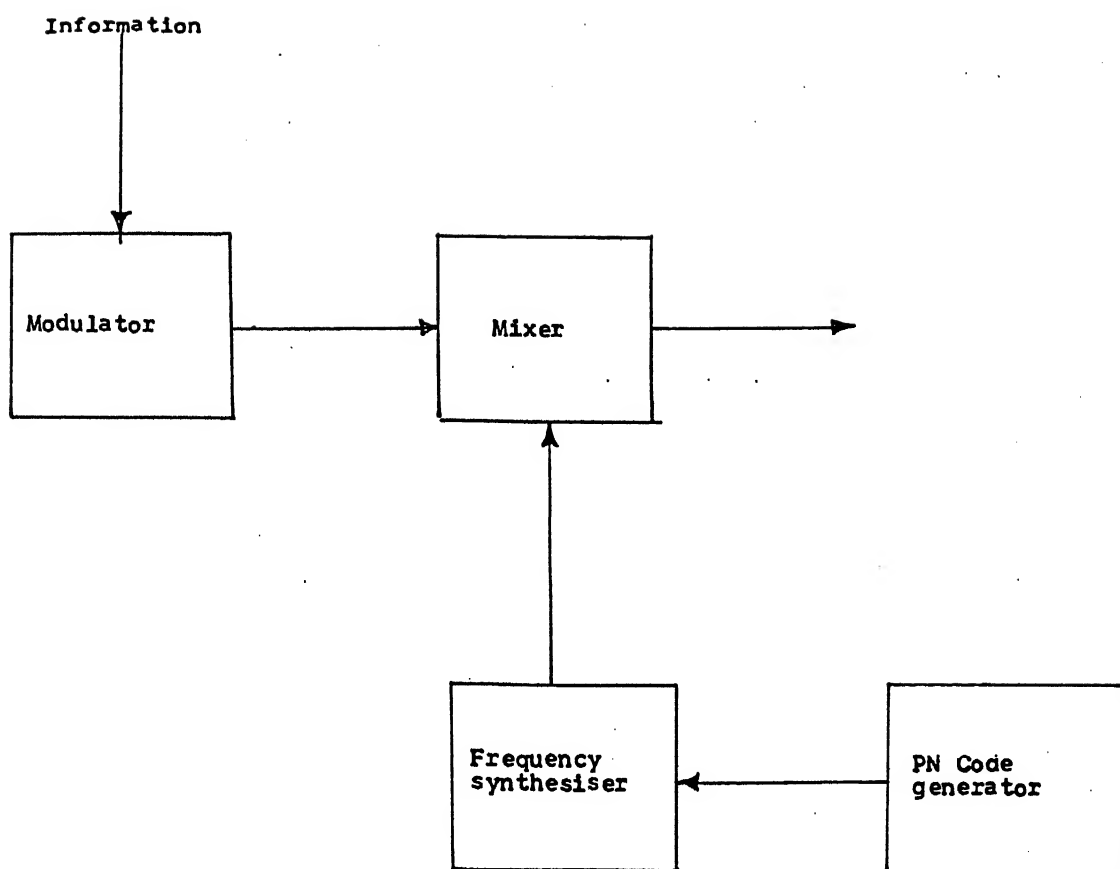 Information
Modulator
Mixer
Frequency
synthesiser
PN Code
generator